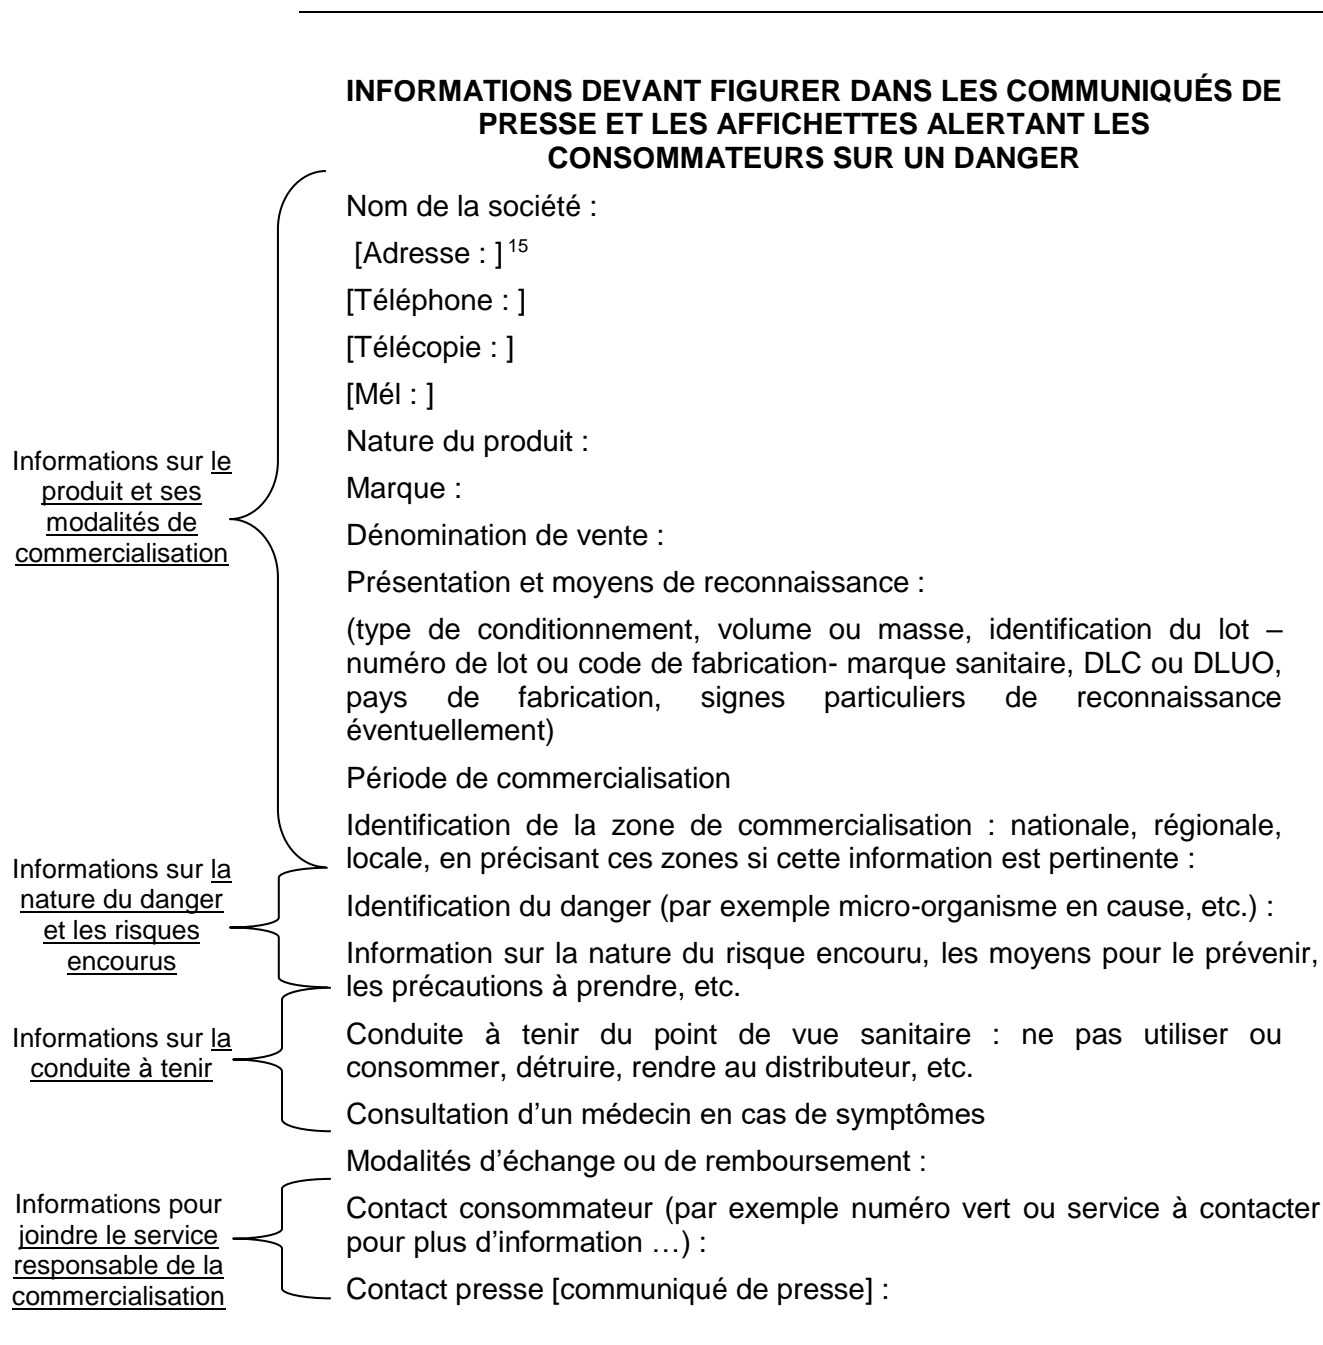 INFORMATIONS DEVANT FIGURER DANS LES COMMUNIQUÉS DE
PRESSE ET LES AFFICHETTES ALERTANT LES
CONSOMMATEURS SUR UN DANGER
Nom de la société :
[Adresse : ] 15
[Téléphone : ]
[Télécopie : ]
[Mél : ]
Nature du produit :
Marque :
Dénomination de vente :
Présentation et moyens de reconnaissance :
(type de conditionnement, volume ou masse, identification du lot –
numéro de lot ou code de fabrication- marque sanitaire, DLC ou DLUO,
pays de fabrication, signes particuliers de reconnaissance
éventuellement)
Période de commercialisation
Identification de la zone de commercialisation : nationale, régionale,
locale, en précisant ces zones si cette information est pertinente :
Informations sur le
produit et ses
modalités de
commercialisation
Identification du danger (par exemple micro-organisme en cause, etc.) :
Information sur la nature du risque encouru, les moyens pour le prévenir,
les précautions à prendre, etc.
Informations sur la
nature du danger
et les risques
encourus
Conduite à tenir du point de vue sanitaire : ne pas utiliser ou
consommer, détruire, rendre au distributeur, etc.
Consultation d'un médecin en cas de symptômes
Informations sur la
conduite à tenir
Modalités d'échange ou de remboursement :
Contact consommateur (par exemple numéro vert ou service à contacter
pour plus d'information …) :
Contact presse [communiqué de presse] :
Informations pour
joindre le service
responsable de la
commercialisation